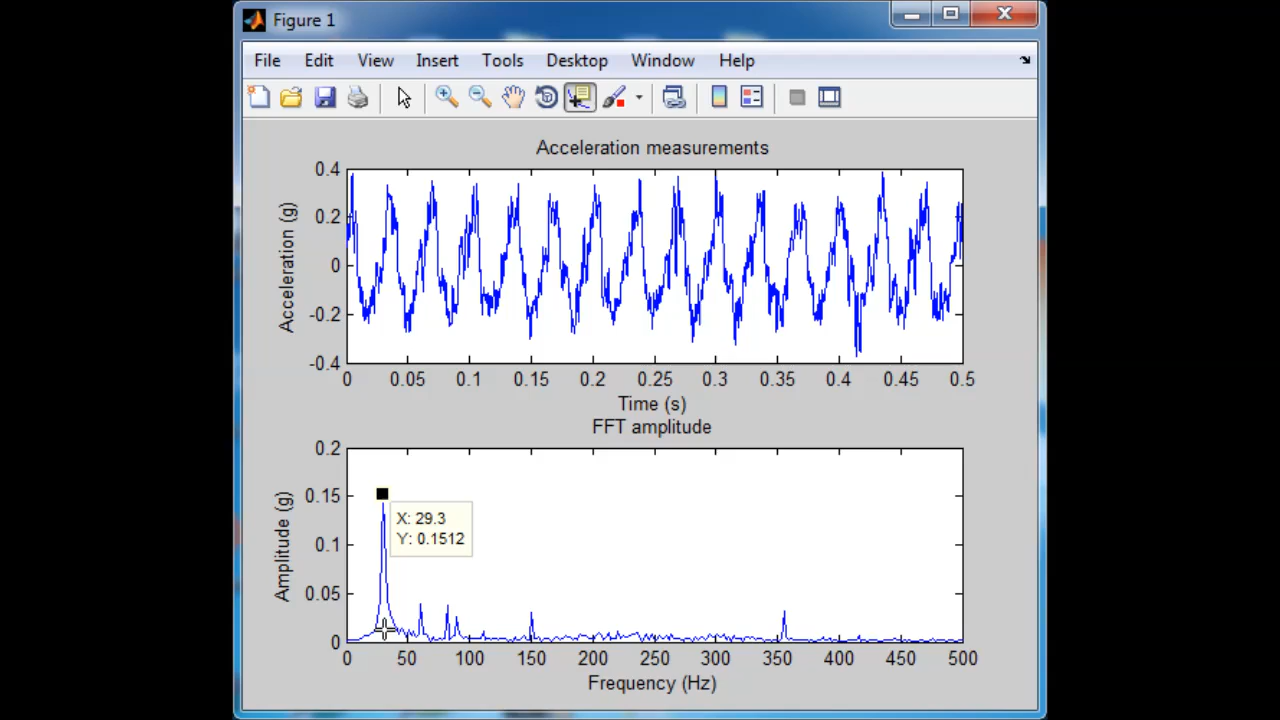 Figure 1
File Edit View Insert Tools Desktop Window Help
Acceleration measurements
Acceleration (g)
0.4
0.2
0
-0.2
-0.4
0 0.05 0.1 0.15 0.2 0.25 0.3 0.35 0.4 0.45 0.5
Time (s)
FFT amplitude
Amplitude (g)
0.2
0.15
0.1
0.05
0
X: 29.3
Y: 0.1512
0 50 100 150 200 250 300 350 400 450 500
Frequency (Hz)